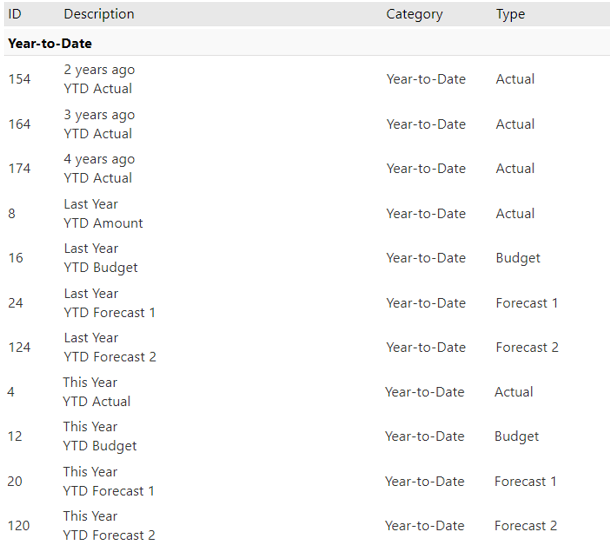 ID Description Category Type
Year-to-Date
154 2 years ago YTD Actual Year-to-Date Actual
164 3 years ago YTD Actual Year-to-Date Actual
174 4 years ago YTD Actual Year-to-Date Actual
8 Last Year YTD Amount Year-to-Date Actual
16 Last Year YTD Budget Year-to-Date Budget
24 Last Year YTD Forecast 1 Year-to-Date Forecast 1
124 Last Year YTD Forecast 2 Year-to-Date Forecast 2
4 This Year YTD Actual Year-to-Date Actual
12 This Year YTD Budget Year-to-Date Budget
20 This Year YTD Forecast 1 Year-to-Date Forecast 1
120 This Year YTD Forecast 2 Year-to-Date Forecast 2